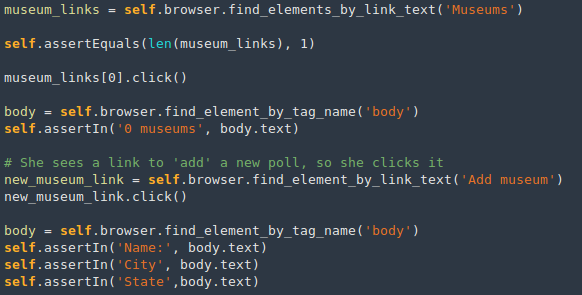 museum_links = self.browser.find_elements_by_link_text('Museums')
self.assertEquals(len(museum_links), 1)
museum_links[0].click()
body = self.browser.find_element_by_tag_name('body')
self.assertIn('0 museums', body.text)
# She sees a link to 'add' a new poll, so she clicks it
new_museum_link = self.browser.find_element_by_link_text('Add museum')
new_museum_link.click()
body = self.browser.find_element_by_tag_name('body')
self.assertIn('Name:', body.text)
self.assertIn('City', body.text)
self.assertIn('State',body.text)